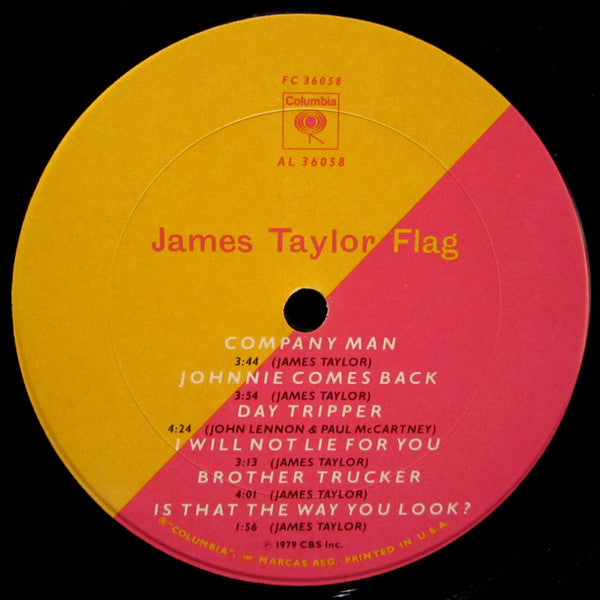 FC 36058
Columbia
AL 36058
James Taylor Flag
COMPANY MAN
3:44 (JAMES TAYLOR)
JOHNNIE COMES BACK
3:54 (JAMES TAYLOR)
DAY TRIPPER
4:24 (JOHN LENNON & PAUL McCARTNEY)
I WILL NOT LIE FOR YOU
3:13 (JAMES TAYLOR)
BROTHER TRUCKER
4:01 (JAMES TAYLOR)
IS THAT THE WAY YOU LOOK?
1:56 (JAMES TAYLOR)
℗ 1979 CBS Inc.
® "COLUMBIA", MARCAS REG. PRINTED IN U.S.A.